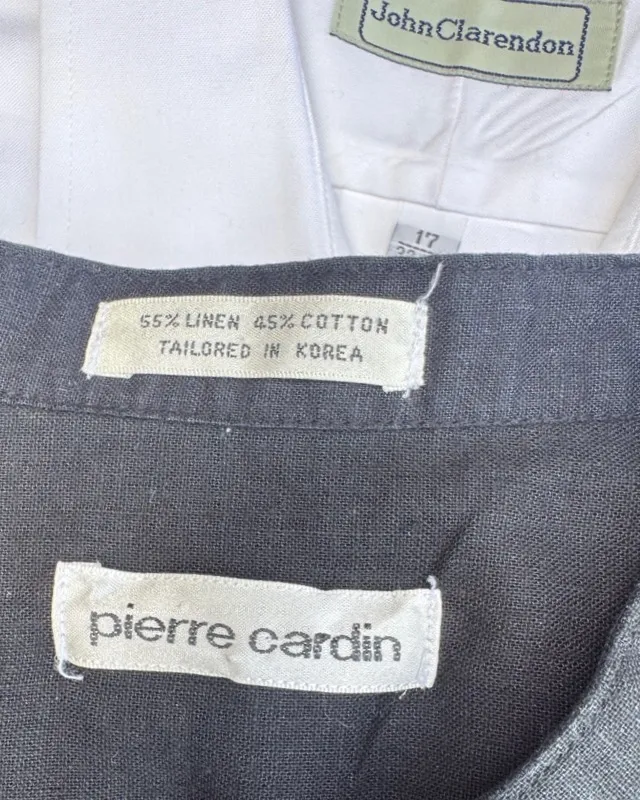 John Clarendon
17
55% LINEN 45% COTTON
TAILORED IN KOREA
pierre cardin